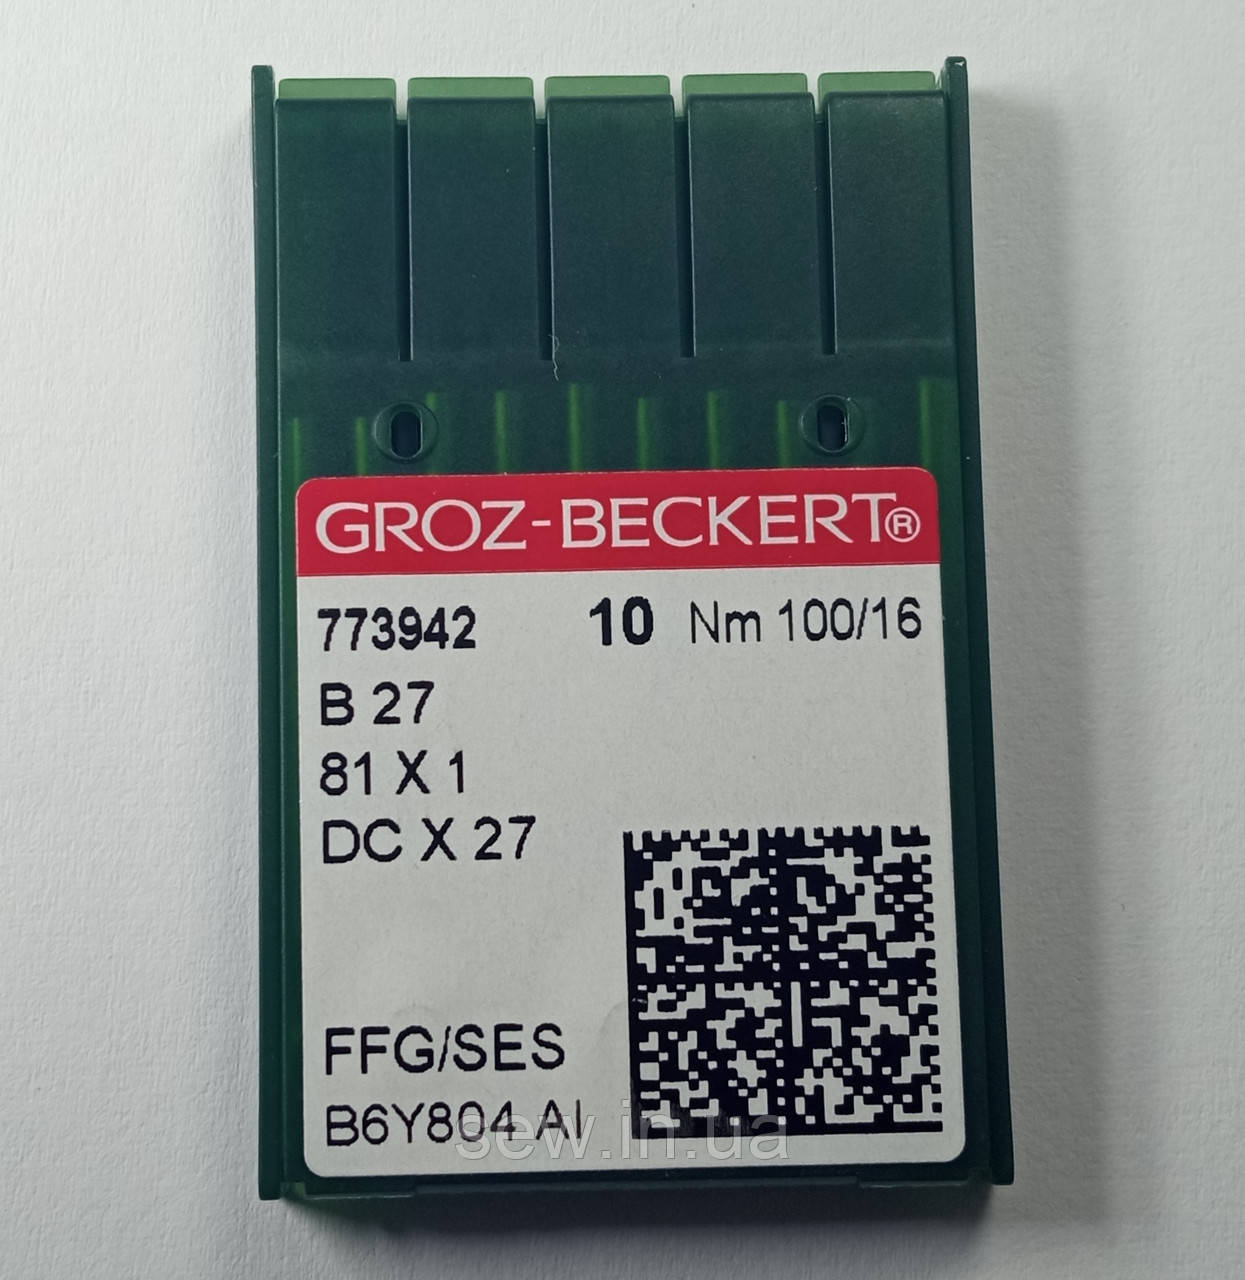 GROZ-BECKERT®
773942 10 Nm 100/16
B 27
81 X 1
DC X 27
FFG/SES
B6Y804 AI
sew.in.ua